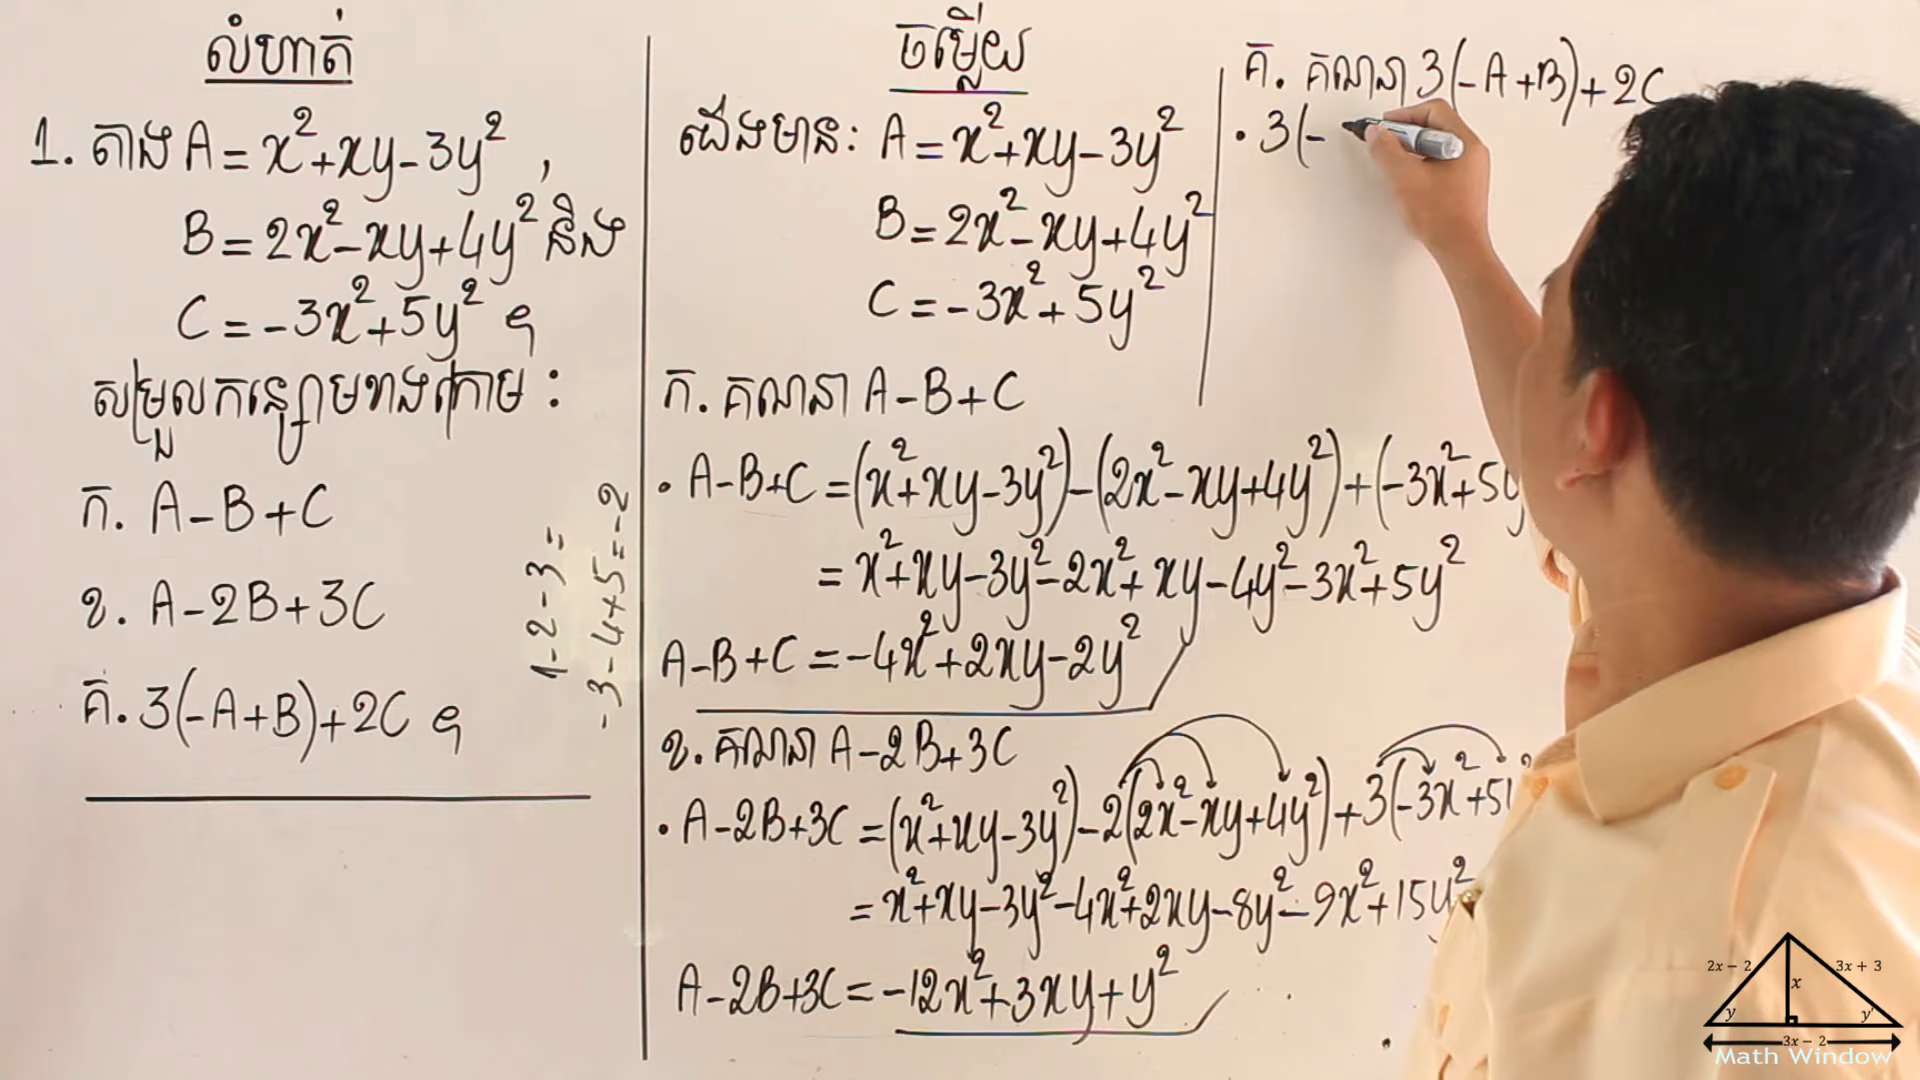 លំហាត់
1. តាង A = x² + xy - 3y² ,
B = 2x² - xy + 4y² និង
C = -3x² + 5y² ។
សម្រួលកន្សោមខាងក្រោម :
ក. A - B + C
ខ. A - 2B + 3C
គ. 3(-A + B) + 2C ។
1 - 2 - 3 =
-3 - 4 + 5 = -2
ចម្លើយ
យើងមាន : A = x² + xy - 3y²
B = 2x² - xy + 4y²
C = -3x² + 5y²
ក. គណនា A - B + C
• A - B + C = (x² + xy - 3y²) - (2x² - xy + 4y²) + (-3x² + 5y
= x² + xy - 3y² - 2x² + xy - 4y² - 3x² + 5y²
A - B + C = -4x² + 2xy - 2y²
ខ. គណនា A - 2B + 3C
• A - 2B + 3C = (x² + xy - 3y²) - 2(2x² - xy + 4y²) + 3(-3x² + 5
= x² + xy - 3y² - 4x² + 2xy - 8y² - 9x² + 15y²
A - 2B + 3C = -12x² + 3xy + y²
គ. គណនា 3(-A + B) + 2C
• 3(-
2x - 2
3x + 3
x
y
y'
3x - 2
Math Window